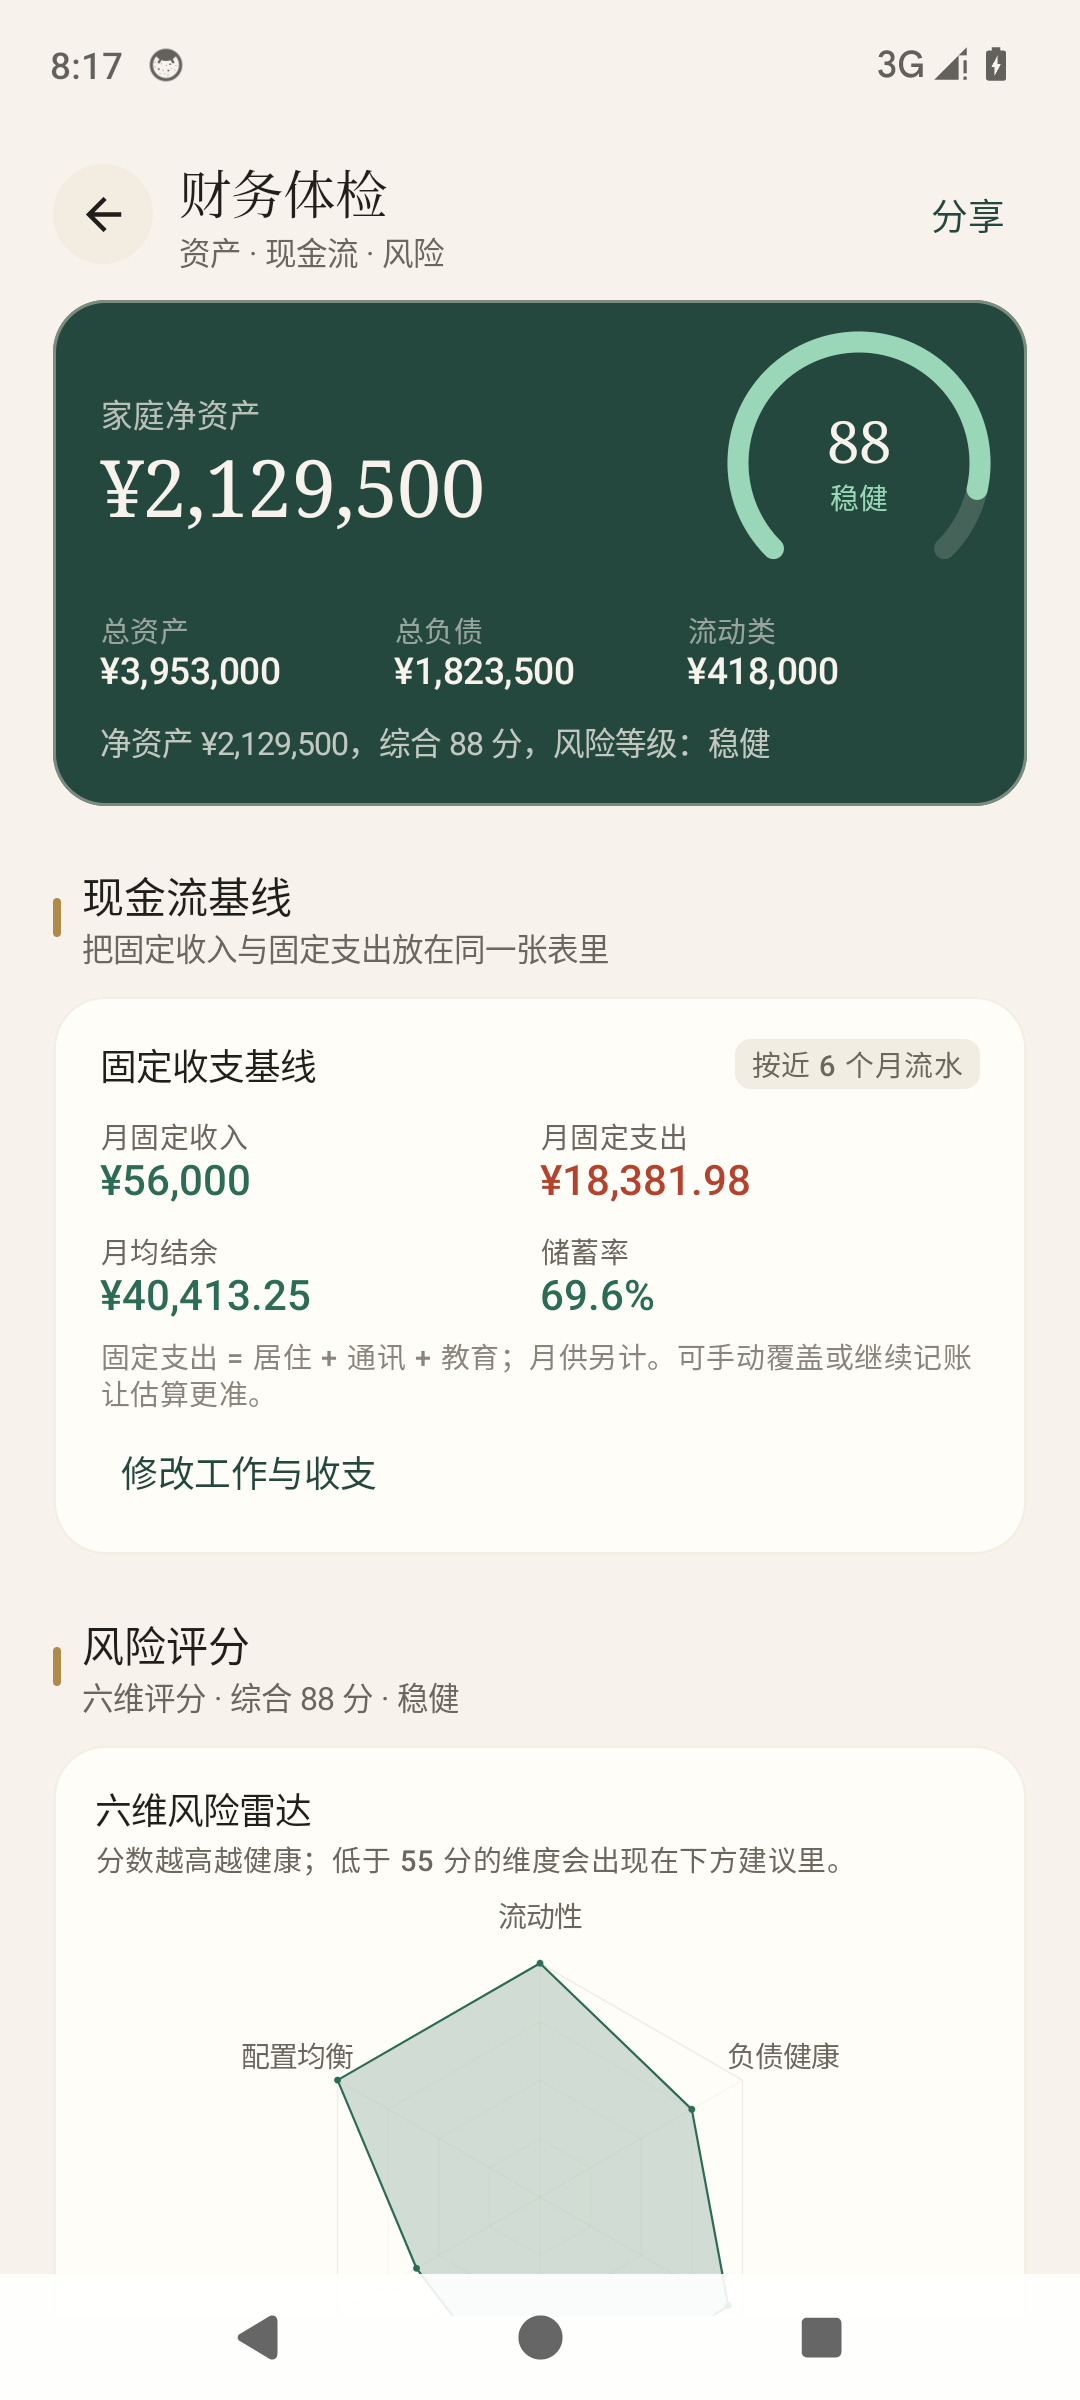 8:17
3G
财务体检
资产 · 现金流 · 风险
分享
家庭净资产
¥2,129,500
88
稳健
总资产
¥3,953,000
总负债
¥1,823,500
流动类
¥418,000
净资产 ¥2,129,500，综合 88 分，风险等级：稳健
现金流基线
把固定收入与固定支出放在同一张表里
固定收支基线
按近 6 个月流水
月固定收入
¥56,000
月固定支出
¥18,381.98
月均结余
¥40,413.25
储蓄率
69.6%
固定支出 = 居住 + 通讯 + 教育；月供另计。可手动覆盖或继续记账
让估算更准。
修改工作与收支
风险评分
六维评分 · 综合 88 分 · 稳健
六维风险雷达
分数越高越健康；低于 55 分的维度会出现在下方建议里。
流动性
配置均衡
负债健康